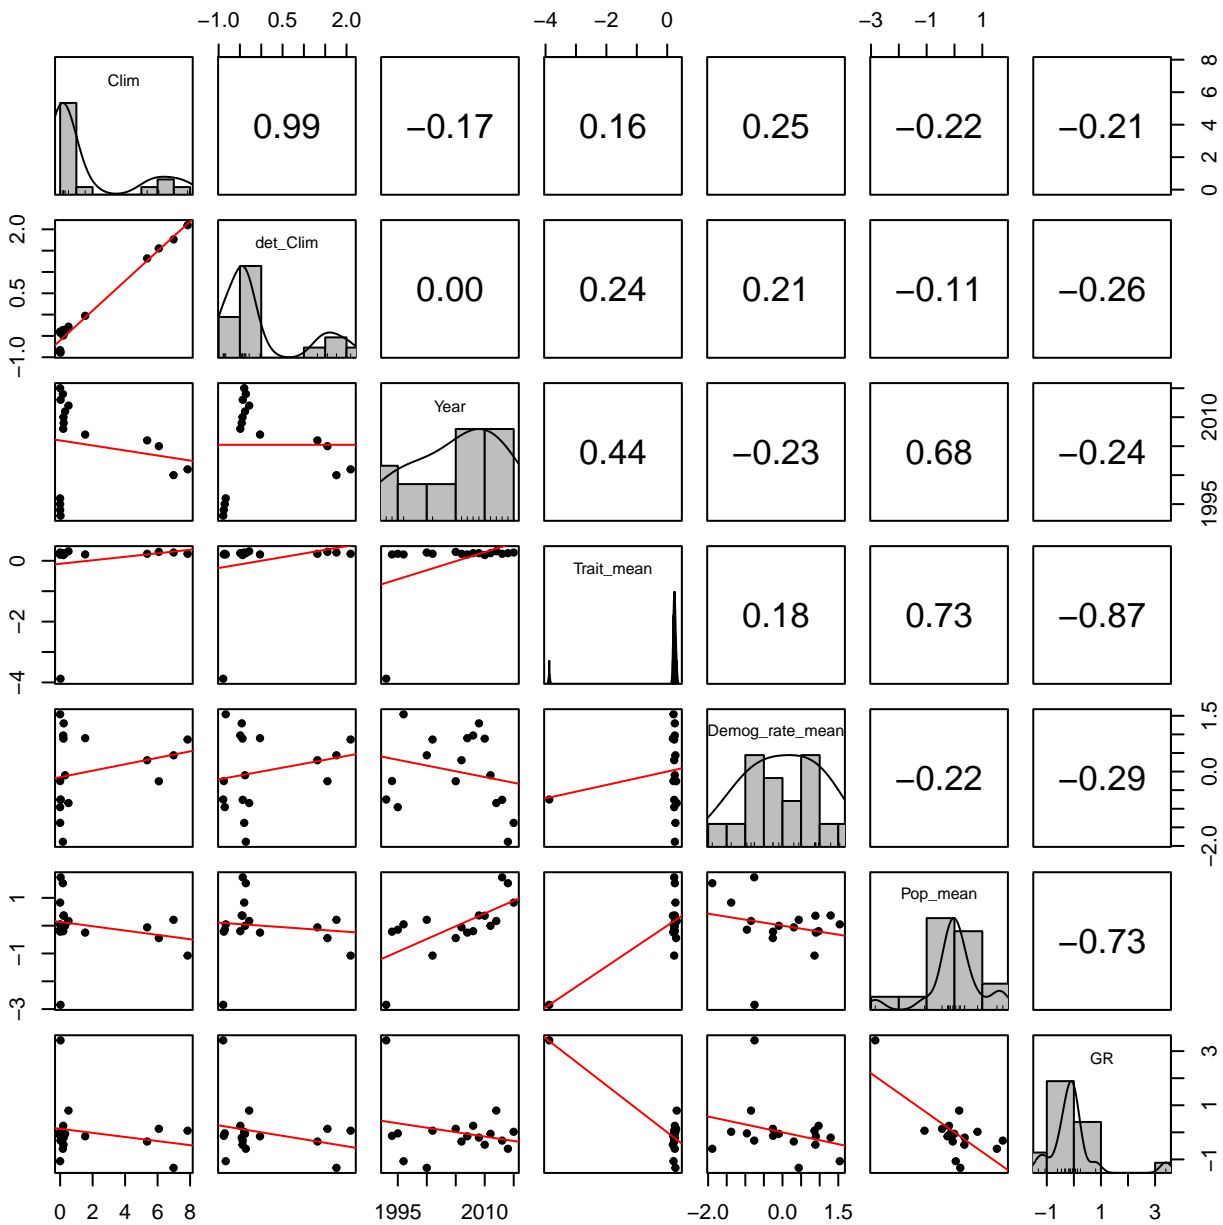 −1.0 0.5 2.0 −4 −2 0 −3 −1 1
Clim 0.99 −0.17 0.16 0.25 −0.22 −0.21 0 2 4 6 8
−1.0 0.5 2.0 det_Clim 0.00 0.24 0.21 −0.11 −0.26
Year 0.44 −0.23 0.68 −0.24 1995 2010
−4 −2 0 Trait_mean 0.18 0.73 −0.87
Demog_rate_mean −0.22 −0.29 −2.0 0.0 1.5
−3 −1 1 Pop_mean −0.73
GR −1 1 3
0 2 4 6 8 1995 2010 −2.0 0.0 1.5 −1 1 3